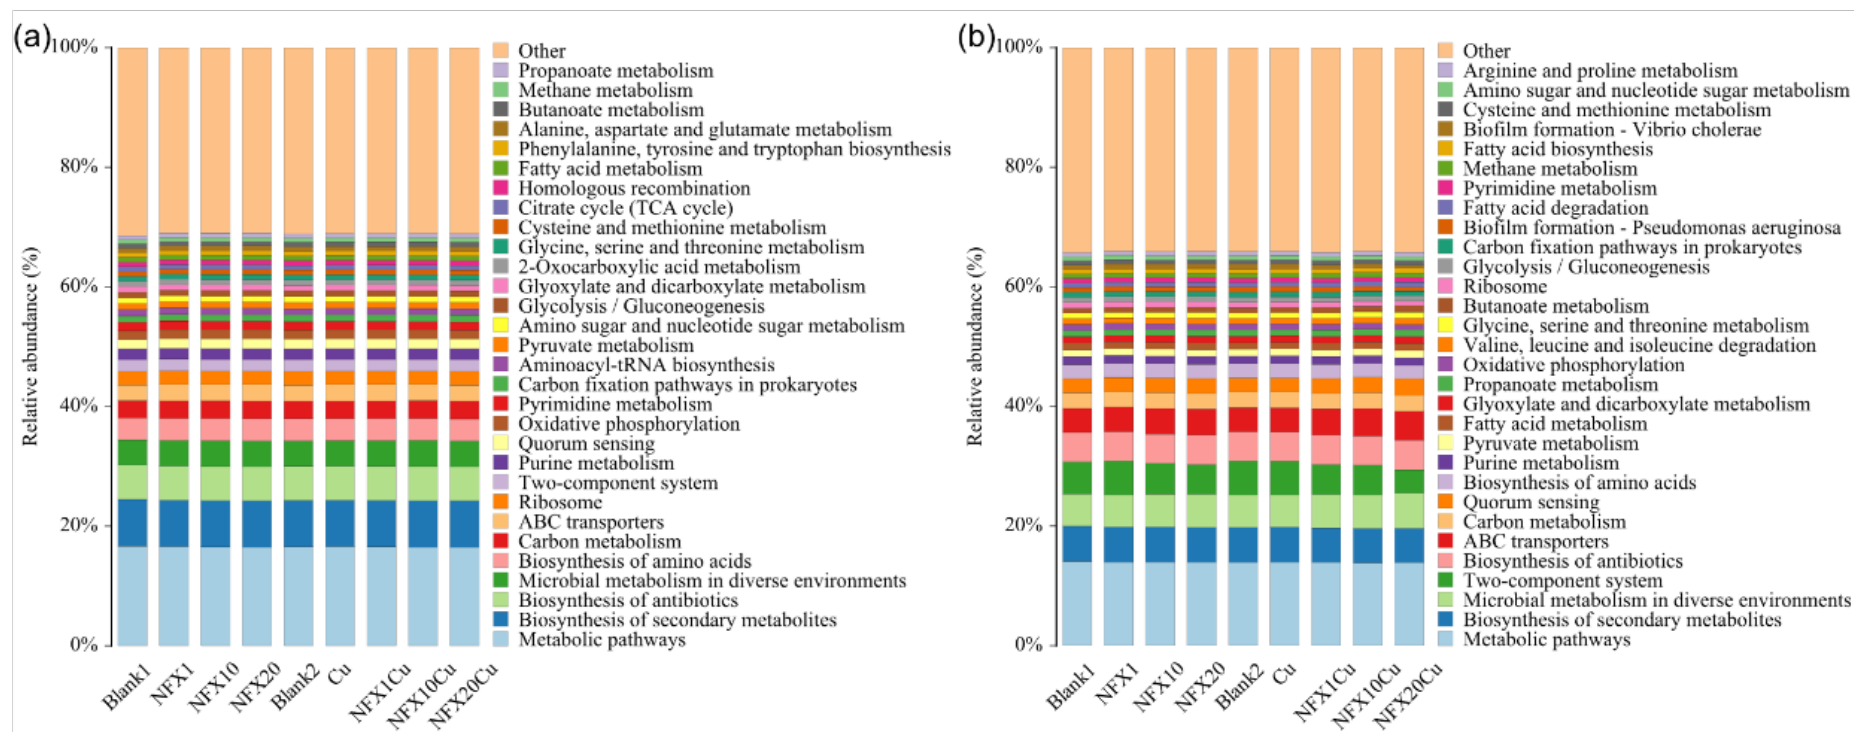 (a)
100%
80%
60%
40%
20%
0%
Relative abundance (%)
Blank1
NFX1
NFX10
NFX20
Blank2
Cu
NFX1Cu
NFX10Cu
NFX20Cu
Other
Propanoate metabolism
Methane metabolism
Butanoate metabolism
Alanine, aspartate and glutamate metabolism
Phenylalanine, tyrosine and tryptophan biosynthesis
Fatty acid metabolism
Homologous recombination
Citrate cycle (TCA cycle)
Cysteine and methionine metabolism
Glycine, serine and threonine metabolism
2-Oxocarboxylic acid metabolism
Glyoxylate and dicarboxylate metabolism
Glycolysis / Gluconeogenesis
Amino sugar and nucleotide sugar metabolism
Pyruvate metabolism
Aminoacyl-tRNA biosynthesis
Carbon fixation pathways in prokaryotes
Pyrimidine metabolism
Oxidative phosphorylation
Quorum sensing
Purine metabolism
Two-component system
Ribosome
ABC transporters
Carbon metabolism
Biosynthesis of amino acids
Microbial metabolism in diverse environments
Biosynthesis of antibiotics
Biosynthesis of secondary metabolites
Metabolic pathways
(b)
100%
80%
60%
40%
20%
0%
Relative abundance (%)
Blank1
NFX1
NFX10
NFX20
Blank2
Cu
NFX1Cu
NFX10Cu
NFX20Cu
Other
Arginine and proline metabolism
Amino sugar and nucleotide sugar metabolism
Cysteine and methionine metabolism
Biofilm formation - Vibrio cholerae
Fatty acid biosynthesis
Methane metabolism
Pyrimidine metabolism
Fatty acid degradation
Biofilm formation - Pseudomonas aeruginosa
Carbon fixation pathways in prokaryotes
Glycolysis / Gluconeogenesis
Ribosome
Butanoate metabolism
Glycine, serine and threonine metabolism
Valine, leucine and isoleucine degradation
Oxidative phosphorylation
Propanoate metabolism
Glyoxylate and dicarboxylate metabolism
Fatty acid metabolism
Pyruvate metabolism
Purine metabolism
Biosynthesis of amino acids
Quorum sensing
Carbon metabolism
ABC transporters
Biosynthesis of antibiotics
Two-component system
Microbial metabolism in diverse environments
Biosynthesis of secondary metabolites
Metabolic pathways